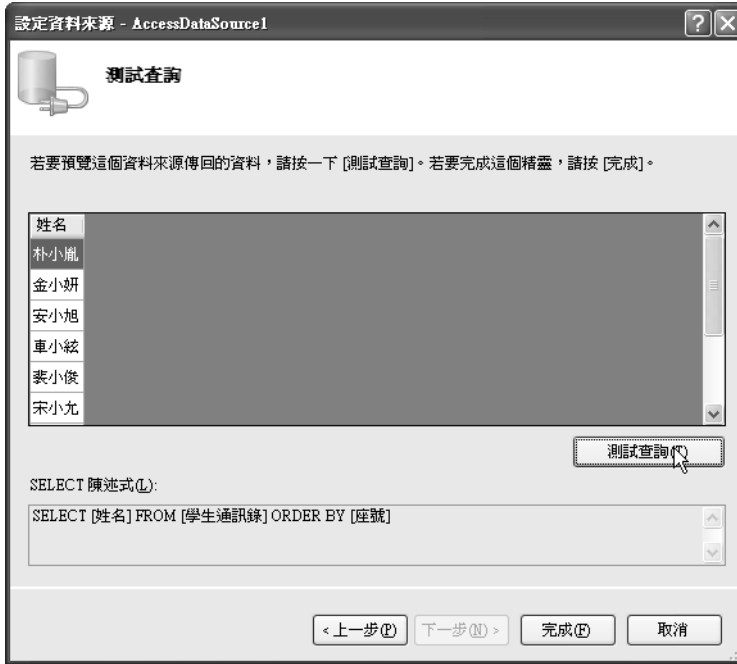 設定資料來源 - AccessDataSource1
測試查詢
若要預覽這個資料來源傳回的資料，請按一下 [測試查詢]。若要完成這個精靈，請按 [完成]。
姓名
朴小胤
金小妍
安小旭
車小絃
裴小俊
宋小允
測試查詢(T)
SELECT 陳述式(L):
SELECT [姓名] FROM [學生通訊錄] ORDER BY [座號]
< 上一步(P)
下一步(N) >
完成(F)
取消